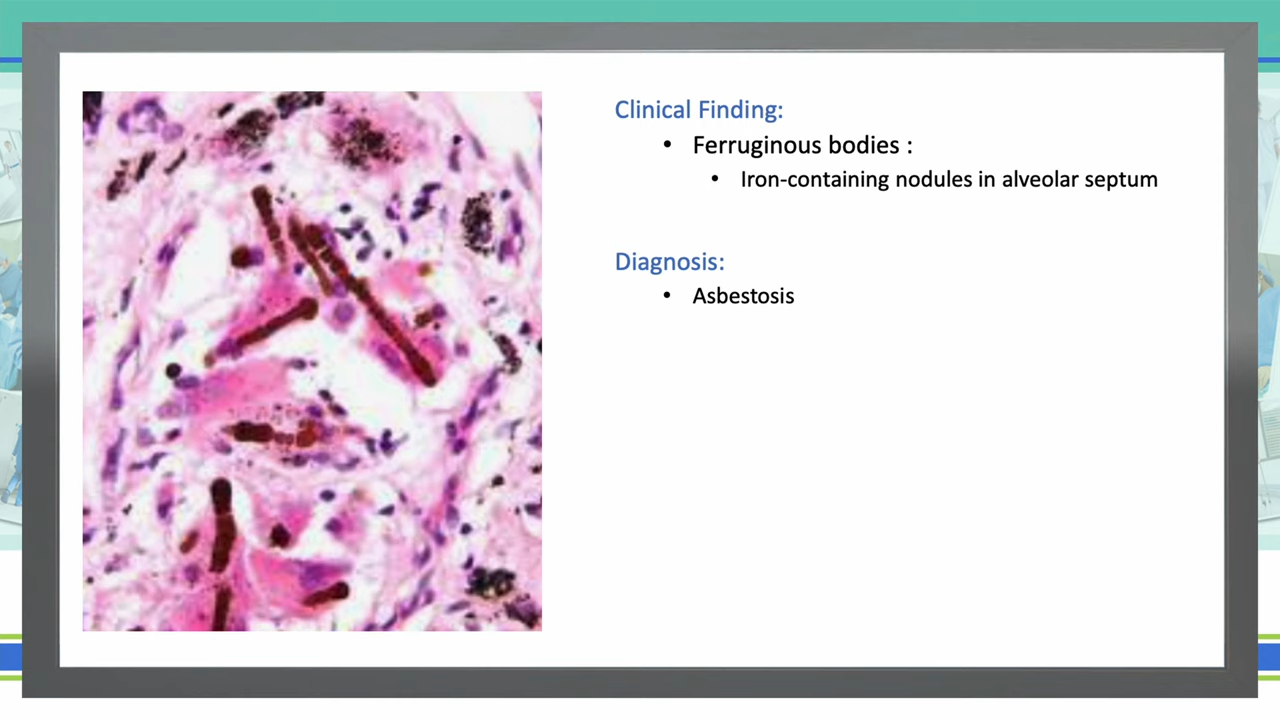 Clinical Finding:
• Ferruginous bodies :
• Iron-containing nodules in alveolar septum
Diagnosis:
• Asbestosis